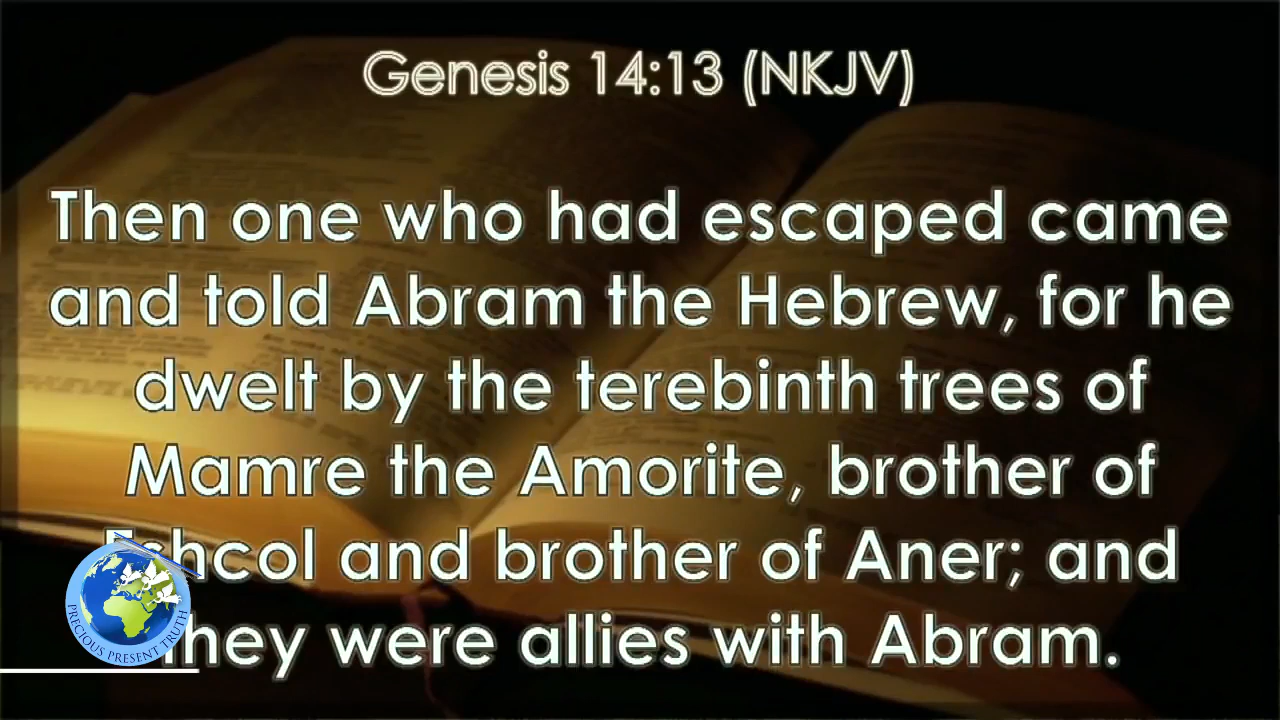 Genesis 14:13 (NKJV)
Then one who had escaped came
and told Abram the Hebrew, for he
dwelt by the terebinth trees of
Mamre the Amorite, brother of
Eshcol and brother of Aner; and
they were allies with Abram.
PRECIOUS PRESENT TRUTH